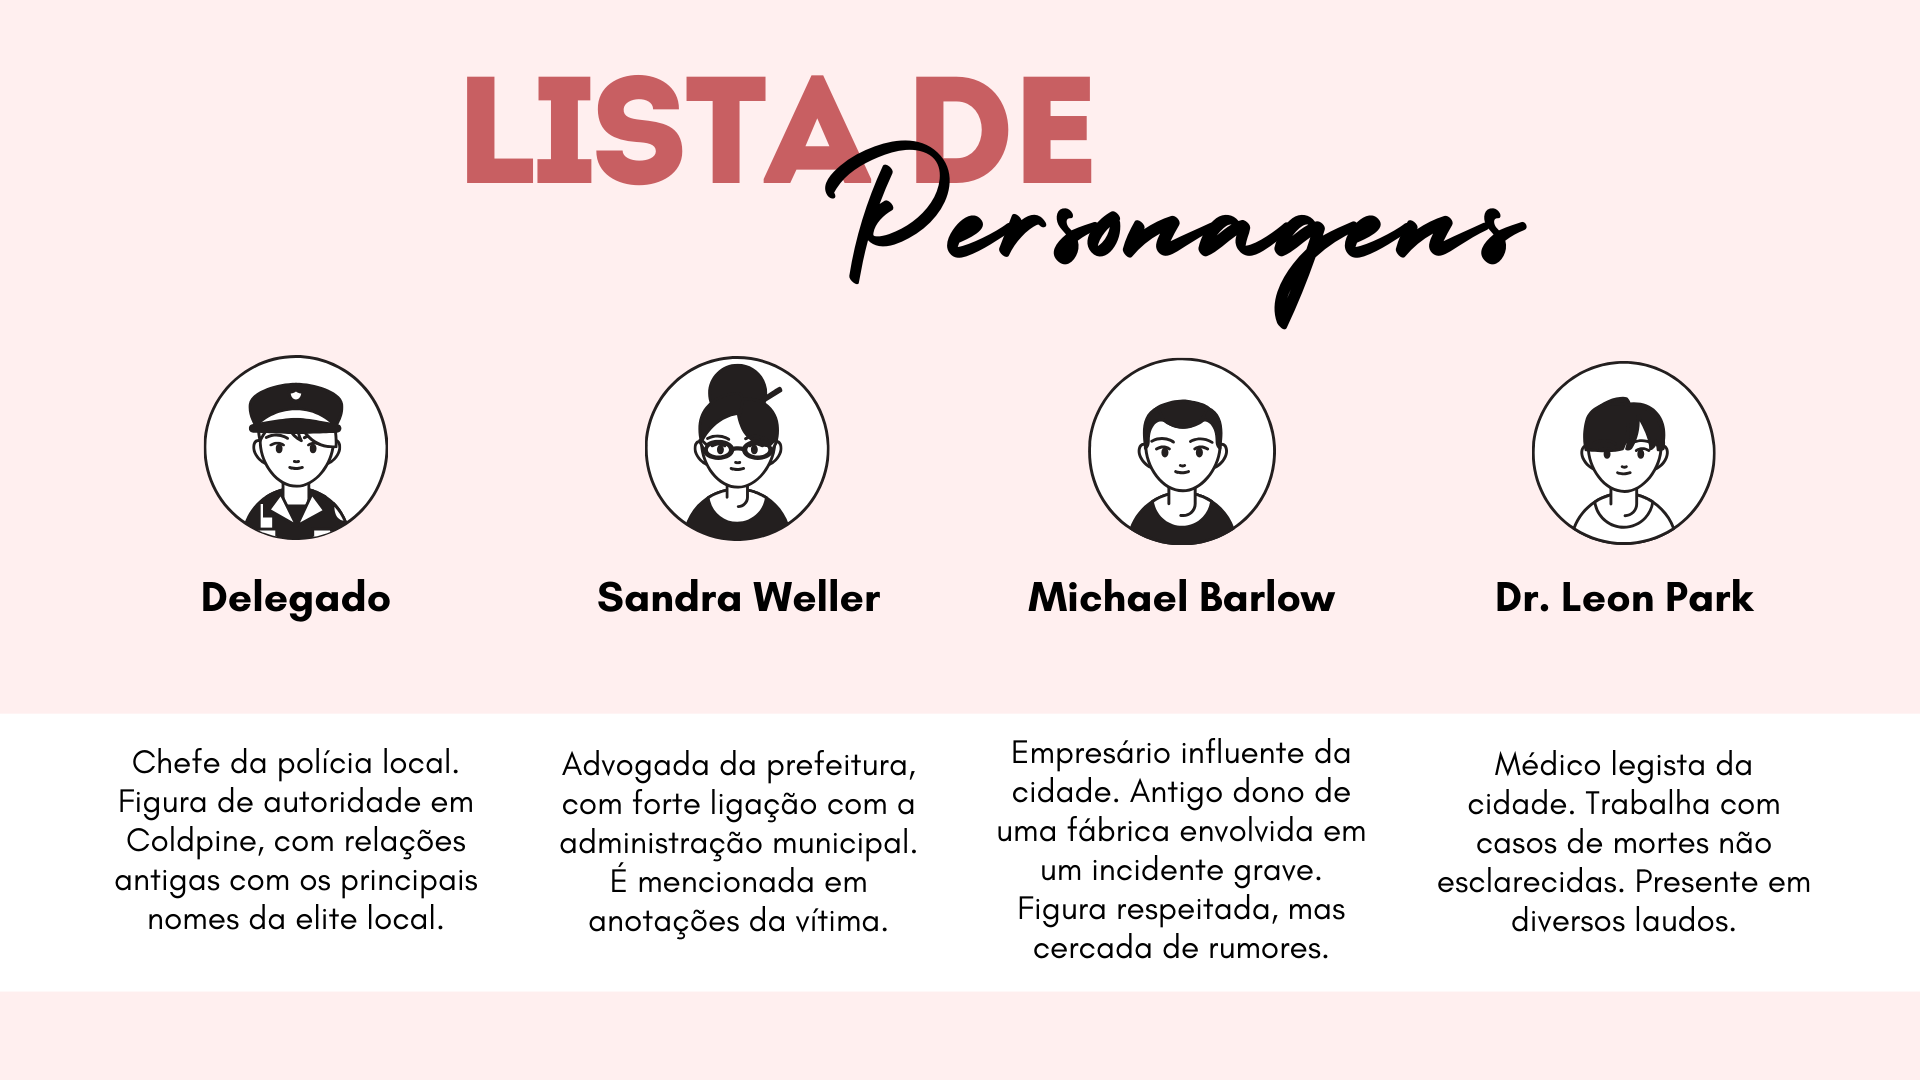 LISTA DE
Personagens
Delegado
Sandra Weller
Michael Barlow
Dr. Leon Park
Chefe da polícia local.
Figura de autoridade em
Coldpine, com relações
antigas com os principais
nomes da elite local.
Advogada da prefeitura,
com forte ligação com a
administração municipal.
É mencionada em
anotações da vítima.
Empresário influente da
cidade. Antigo dono de
uma fábrica envolvida em
um incidente grave.
Figura respeitada, mas
cercada de rumores.
Médico legista da
cidade. Trabalha com
casos de mortes não
esclarecidas. Presente em
diversos laudos.